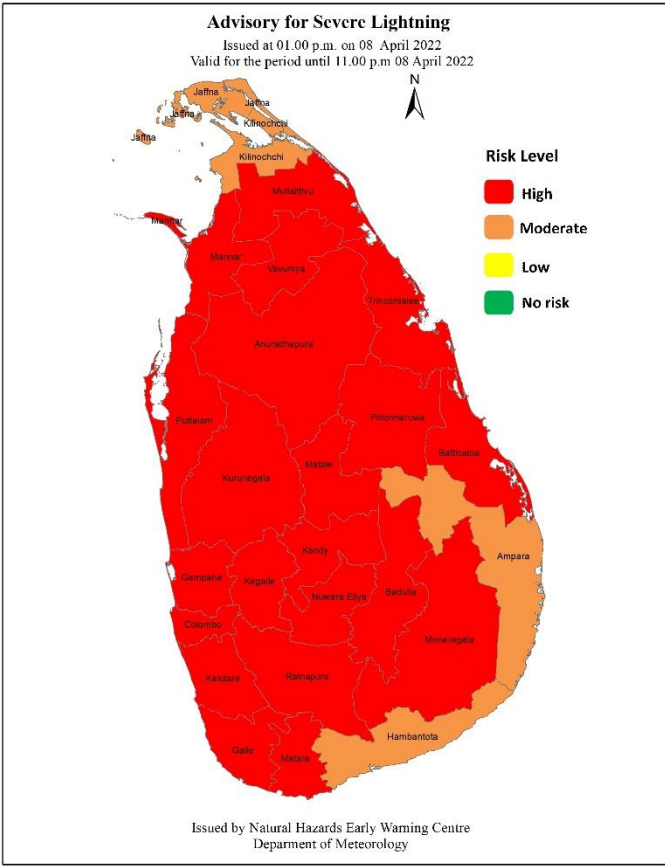 Advisory for Severe Lightning
Issued at 01.00 p.m. on 08 April 2022
Valid for the period until 11.00 p.m 08 April 2022
N
Jaffna
Jaffna
Jaffna
Kilinochchi
Jaffna
Kilinochchi
Risk Level
High
Moderate
Low
No risk
Mullaittivu
Mannar
Mannar
Vavuniya
Trincomalee
Anuradhapura
Puttalam
Polonnaruwa
Batticaloa
Kurunegala
Matale
Kandy
Ampara
Gampaha
Kegalle
Nuwara Eliya
Badulla
Colombo
Moneragala
Kalutara
Ratnapura
Hambantota
Galle
Matara
Issued by Natural Hazards Early Warning Centre
Deparment of Meteorology